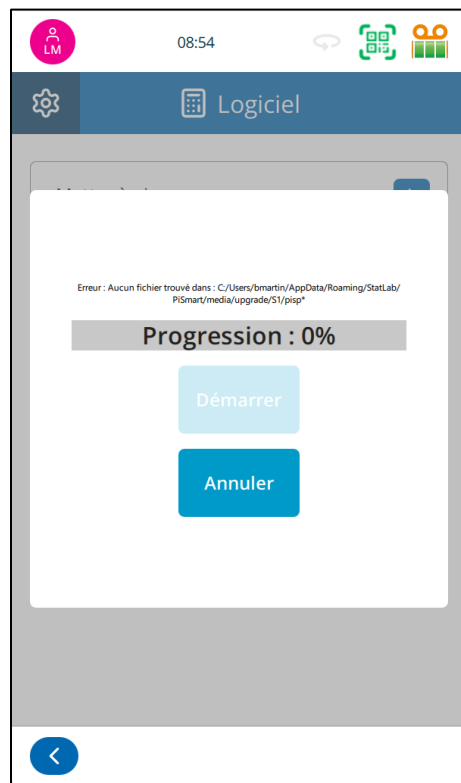 LM
08:54
Logiciel
Erreur : Aucun fichier trouvé dans : C:/Users/bmartin/AppData/Roaming/StatLab/
PiSmart/media/upgrade/S1/pisp*
Progression : 0%
Démarrer
Annuler